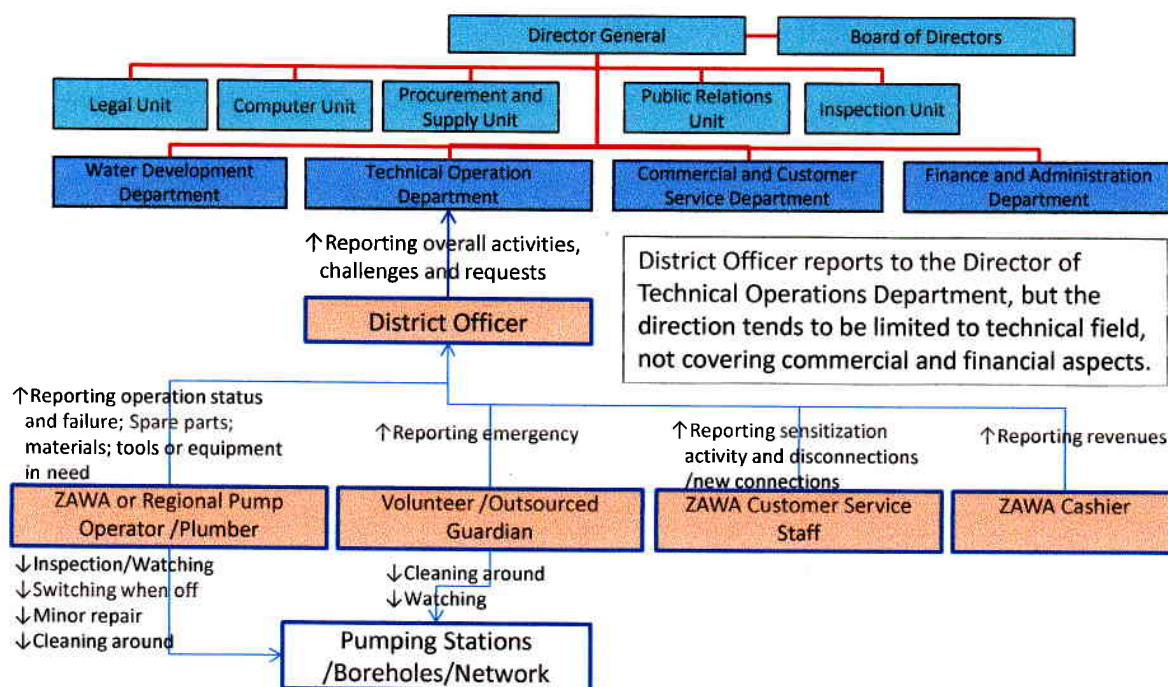 Director General
Board of Directors
Legal Unit
Computer Unit
Procurement and
Supply Unit
Public Relations
Unit
Inspection Unit
Water Development
Department
Technical Operation
Department
Commercial and Customer
Service Department
Finance and Administration
Department
↑Reporting overall activities,
challenges and requests
District Officer reports to the Director of
Technical Operations Department, but the
direction tends to be limited to technical field,
not covering commercial and financial aspects.
District Officer
↑Reporting operation status
and failure; Spare parts;
materials; tools or equipment
in need
↑Reporting emergency
↑Reporting sensitization
activity and disconnections
/new connections
↑Reporting revenues
ZAWA or Regional Pump
Operator /Plumber
Volunteer /Outsourced
Guardian
ZAWA Customer Service
Staff
ZAWA Cashier
↓Inspection/Watching
↓Switching when off
↓Minor repair
↓Cleaning around
↓Cleaning around
↓Watching
Pumping Stations
/Boreholes/Network